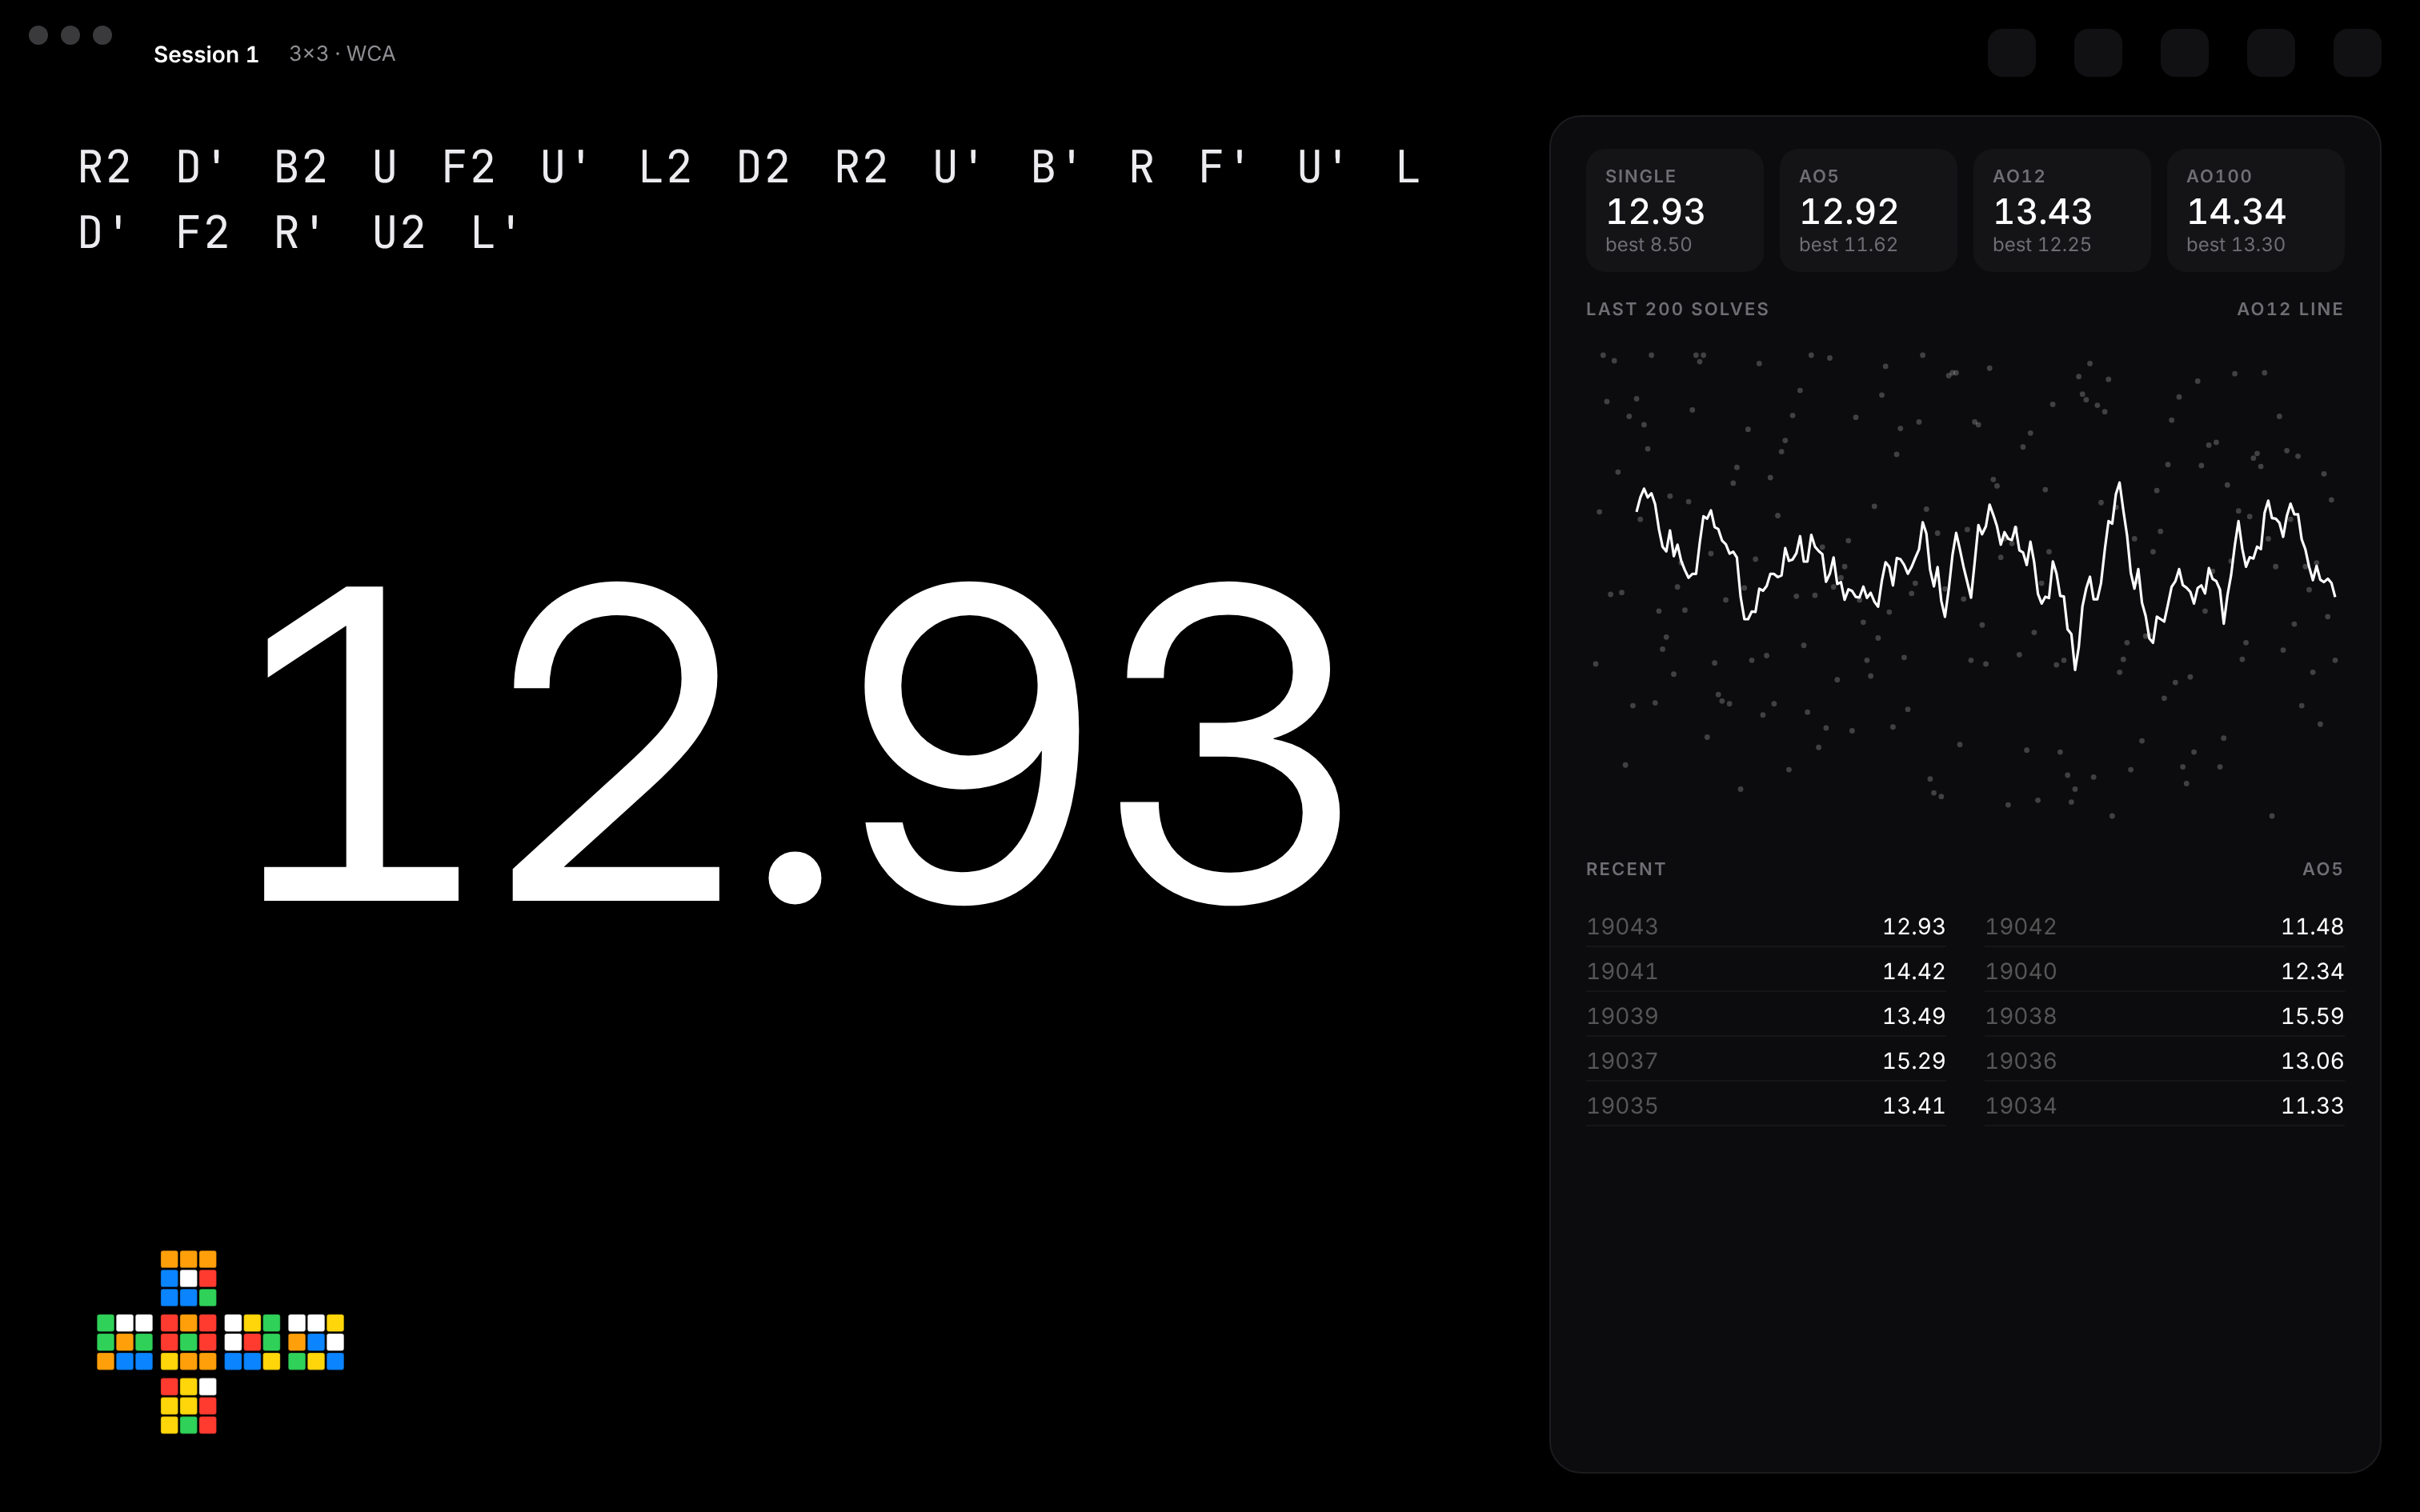 Session 1 3×3 · WCA
R2 D' B2 U F2 U' L2 D2 R2 U' B' R F' U' L
D' F2 R' U2 L'
12.93
SINGLE
12.93
best 8.50
AO5
12.92
best 11.62
AO12
13.43
best 12.25
AO100
14.34
best 13.30
LAST 200 SOLVES AO12 LINE
RECENT AO5
19043 12.93 19042 11.48
19041 14.42 19040 12.34
19039 13.49 19038 15.59
19037 15.29 19036 13.06
19035 13.41 19034 11.33